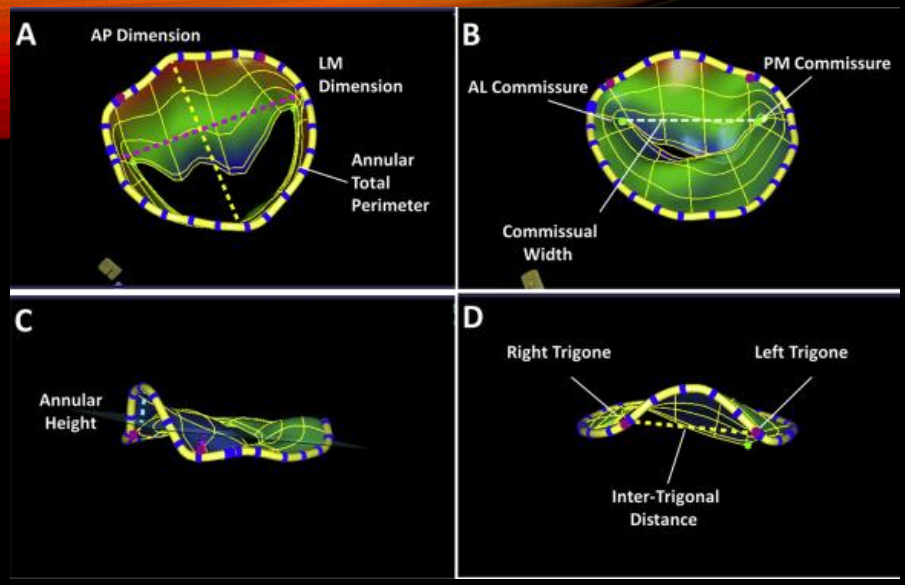 A
AP Dimension
LM
Dimension
Annular
Total
Perimeter
B
PM Commissure
AL Commissure
Commissual
Width
C
Annular
Height
D
Right Trigone
Left Trigone
Inter-Trigonal
Distance